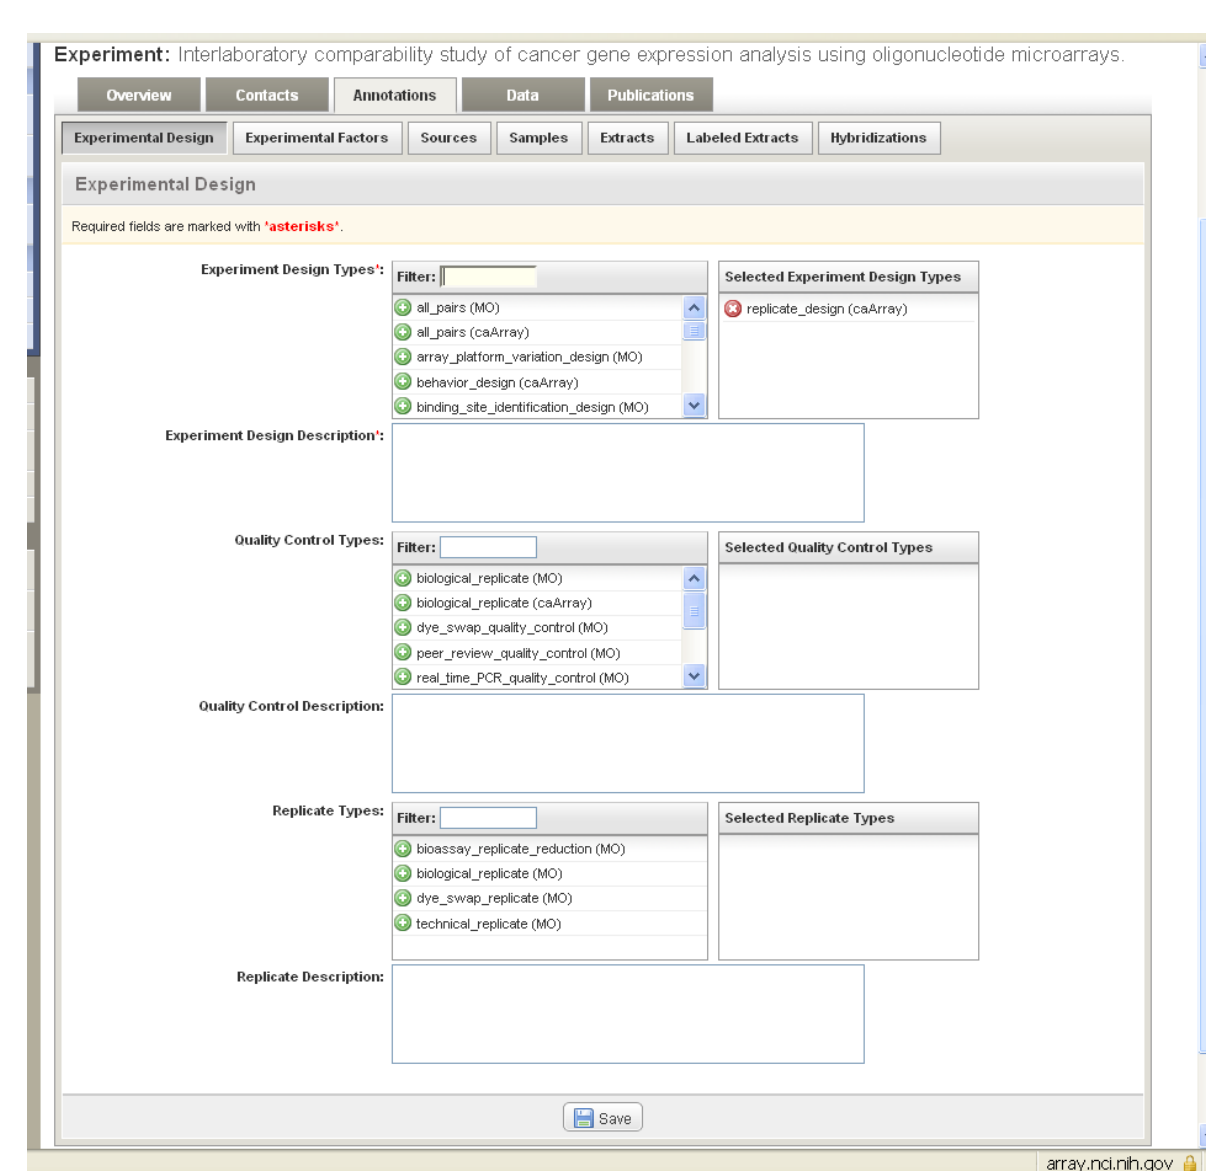 Experiment: Interlaboratory comparability study of cancer gene expression analysis using oligonucleotide microarrays.
Overview Contacts Annotations Data Publications
Experimental Design Experimental Factors Sources Samples Extracts Labeled Extracts Hybridizations
Experimental Design
Required fields are marked with *asterisks*.
Experiment Design Types*: Filter: Selected Experiment Design Types
all_pairs (MO) replicate_design (caArray)
all_pairs (caArray)
array_platform_variation_design (MO)
behavior_design (caArray)
binding_site_identification_design (MO)
Experiment Design Description*:
Quality Control Types: Filter: Selected Quality Control Types
biological_replicate (MO)
biological_replicate (caArray)
dye_swap_quality_control (MO)
peer_review_quality_control (MO)
real_time_PCR_quality_control (MO)
Quality Control Description:
Replicate Types: Filter: Selected Replicate Types
bioassay_replicate_reduction (MO)
biological_replicate (MO)
dye_swap_replicate (MO)
technical_replicate (MO)
Replicate Description:
Save
array.nci.nih.gov